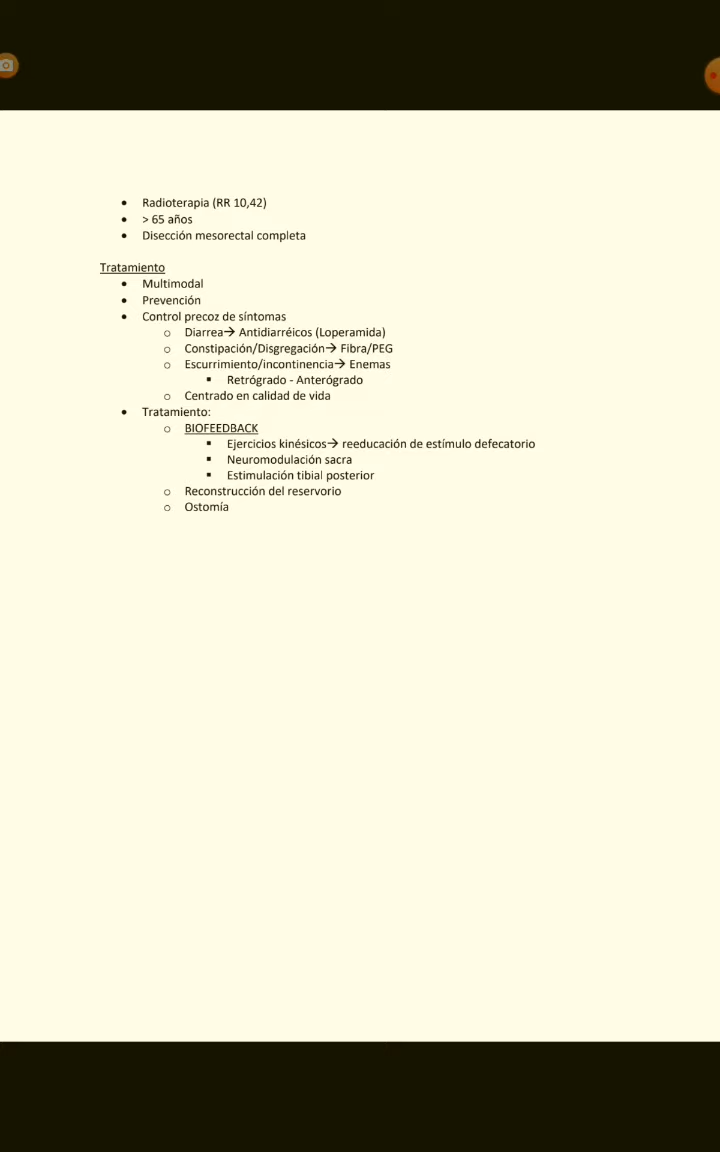 • Radioterapia (RR 10,42)
• > 65 años
• Disección mesorectal completa
Tratamiento
• Multimodal
• Prevención
• Control precoz de síntomas
o Diarrea→ Antidiarréicos (Loperamida)
o Constipación/Disgregación→ Fibra/PEG
o Escurrimiento/incontinencia→ Enemas
▪ Retrógrado - Anterógrado
o Centrado en calidad de vida
• Tratamiento:
o BIOFEEDBACK
▪ Ejercicios kinésicos→ reeducación de estímulo defecatorio
▪ Neuromodulación sacra
▪ Estimulación tibial posterior
o Reconstrucción del reservorio
o Ostomía